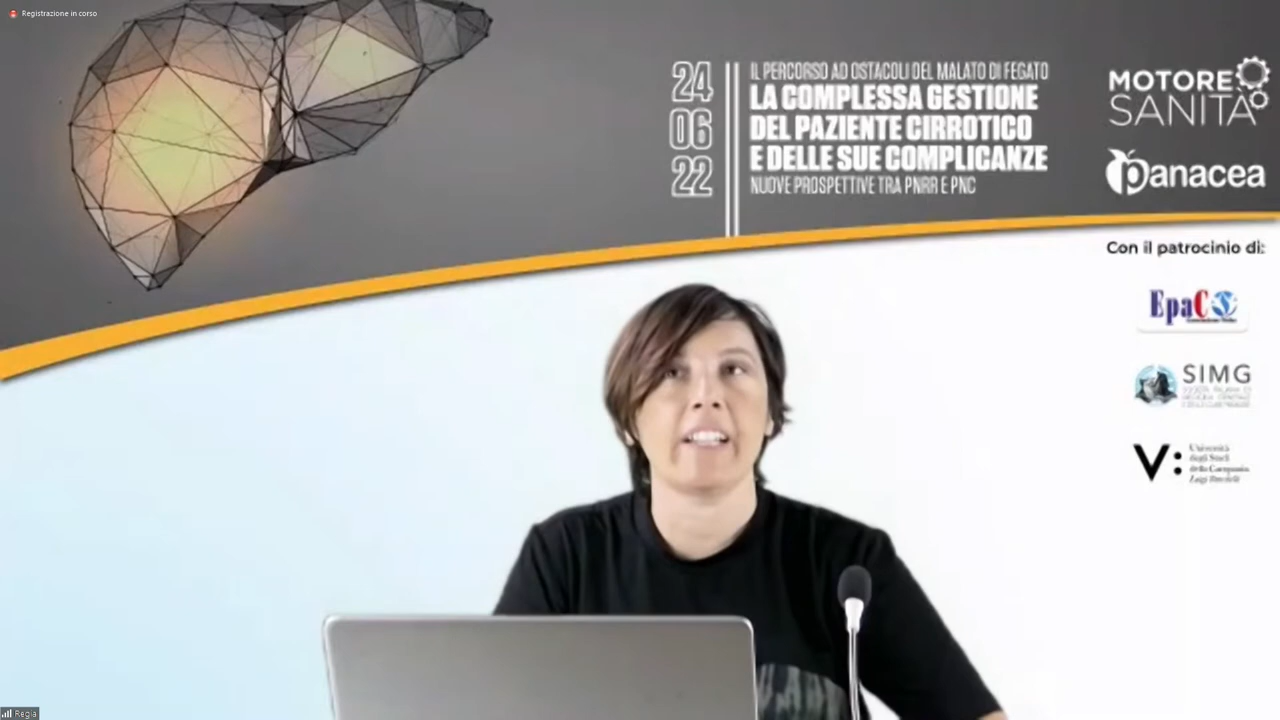 Registrazione in corso
24
06
22
IL PERCORSO AD OSTACOLI DEL MALATO DI FEGATO
LA COMPLESSA GESTIONE
DEL PAZIENTE CIRROTICO
E DELLE SUE COMPLICANZE
NUOVE PROSPETTIVE TRA PNRR E PNC
MOTORE
SANITÀ
panacea
Con il patrocinio di:
EpaC
SIMG
V:
Università
degli Studi
della Campania
Luigi Vanvitelli
Regia